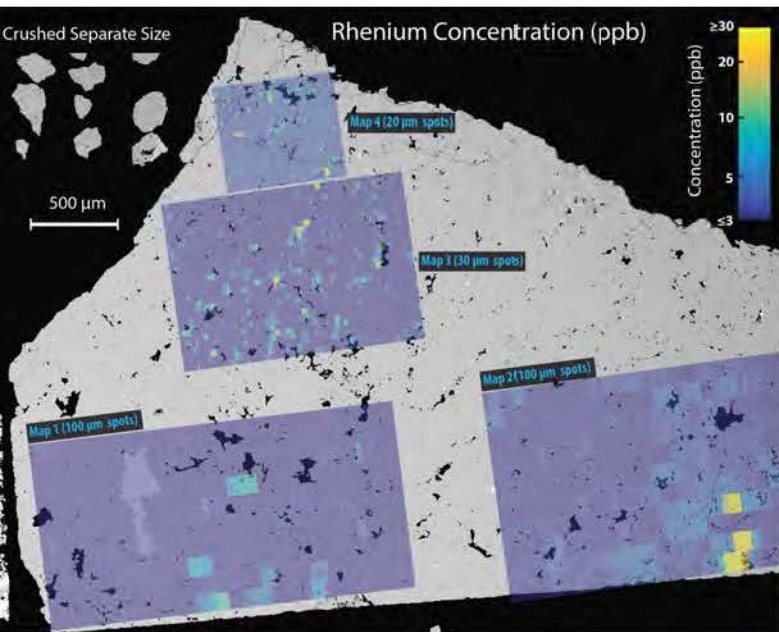 Crushed Separate Size
Rhenium Concentration (ppb)
500 µm
Concentration (ppb)
≥30
20
10
5
≤3
Map 4 (20 µm spots)
Map 3 (30 µm spots)
Map 2 (100 µm spots)
Map 1 (100 µm spots)